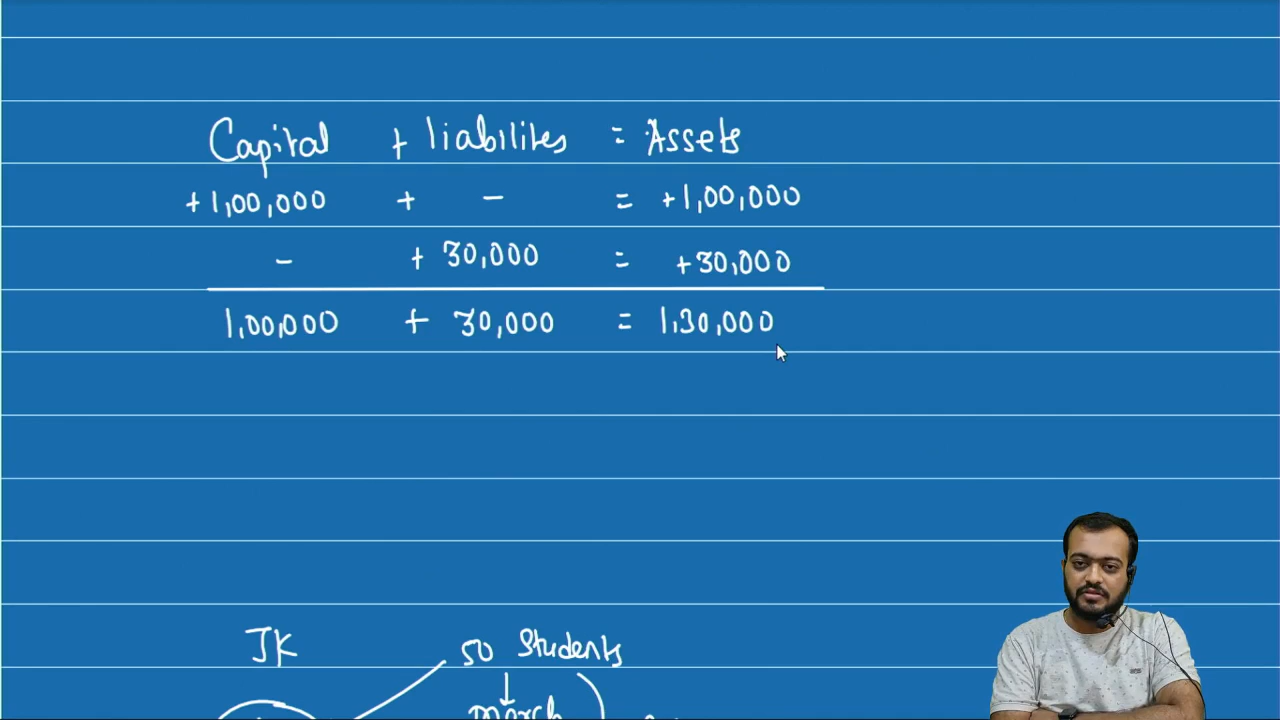 Capital + liabilites = Assets
+1,00,000 + - = +1,00,000
- + 30,000 = +30,000
1,00,000 + 30,000 = 1,30,000
JK 50 Students